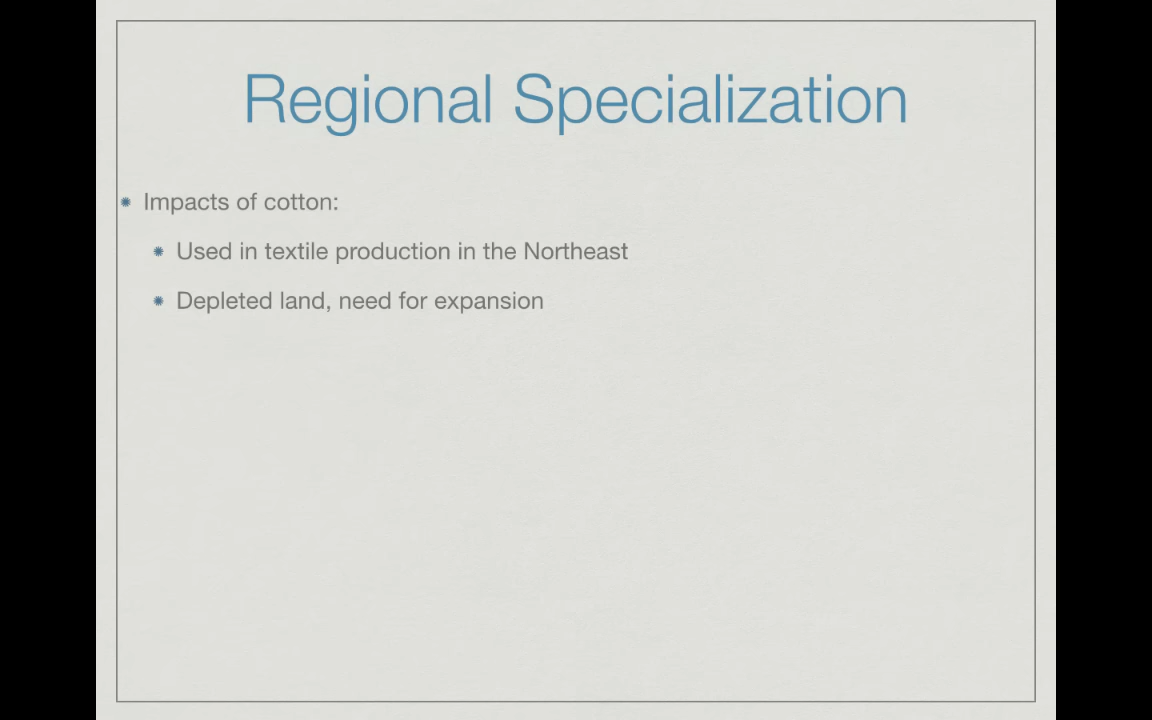 Regional Specialization
Impacts of cotton:
Used in textile production in the Northeast
Depleted land, need for expansion